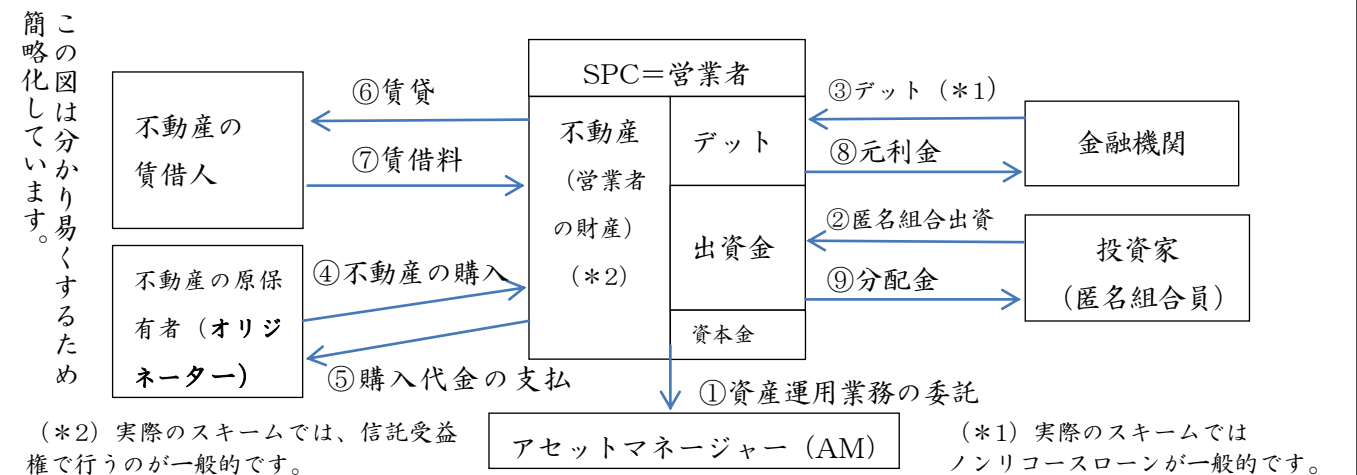 この図は分かり易くするため
簡略化しています。
SPC＝営業者
不動産の
賃借人
⑥賃貸
⑦賃借料
不動産
（営業者
の財産）
（＊2）
デット
出資金
資本金
③デット（＊1）
⑧元利金
金融機関
②匿名組合出資
⑨分配金
投資家
（匿名組合員）
不動産の原保
有者（オリジ
ネーター）
④不動産の購入
⑤購入代金の支払
①資産運用業務の委託
アセットマネージャー（AM）
（＊2）実際のスキームでは、信託受益
権で行うのが一般的です。
（＊1）実際のスキームでは
ノンリコースローンが一般的です。